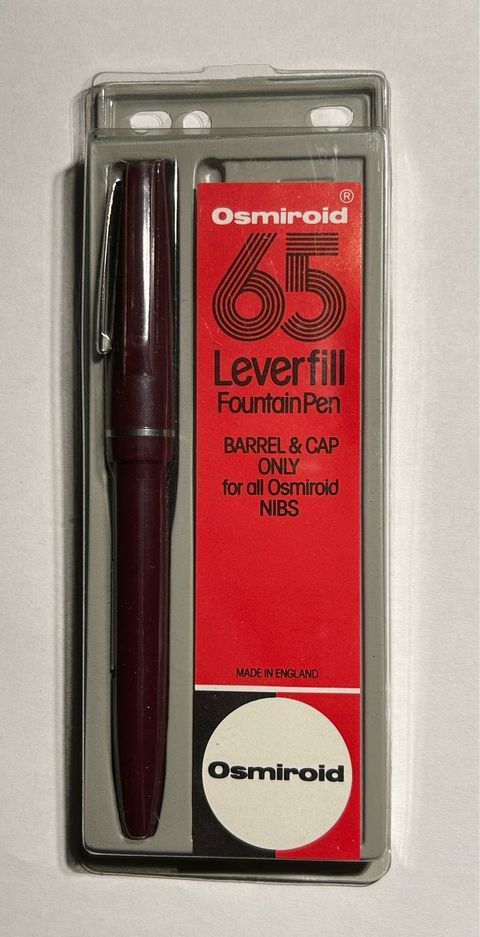 ®
Osmiroid
65
Leverfill
Fountain Pen
BARREL & CAP
ONLY
for all Osmiroid
NIBS
MADE IN ENGLAND
Osmiroid